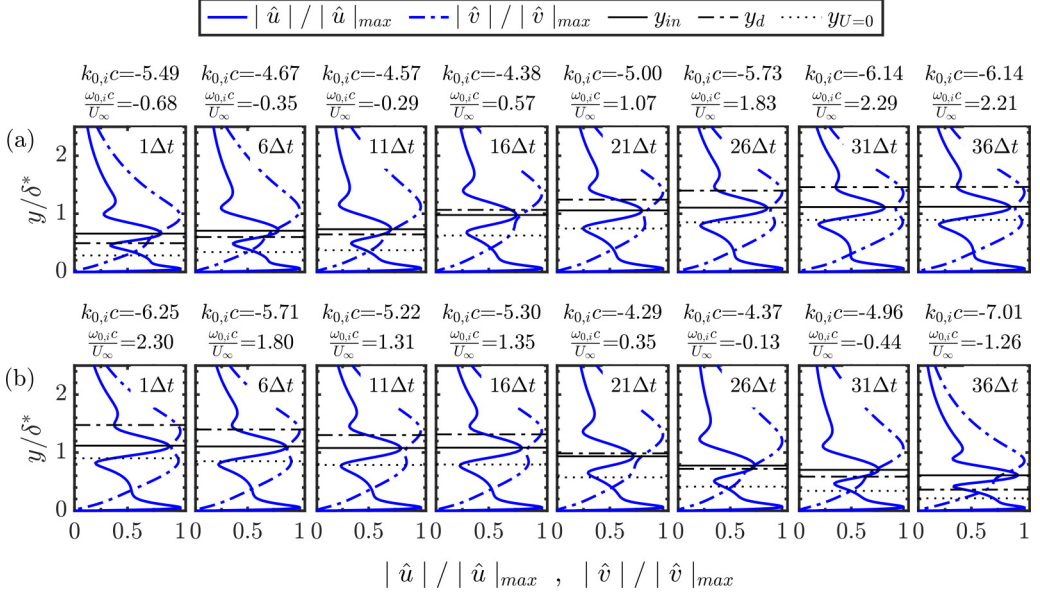 | û | / | û |max | v̂ | / | v̂ |max yin yd yU=0
k0,ic=-5.49 k0,ic=-4.67 k0,ic=-4.57 k0,ic=-4.38 k0,ic=-5.00 k0,ic=-5.73 k0,ic=-6.14 k0,ic=-6.14
ω0,ic/U∞=-0.68 ω0,ic/U∞=-0.35 ω0,ic/U∞=-0.29 ω0,ic/U∞=0.57 ω0,ic/U∞=1.07 ω0,ic/U∞=1.83 ω0,ic/U∞=2.29 ω0,ic/U∞=2.21
(a) 1Δt 6Δt 11Δt 16Δt 21Δt 26Δt 31Δt 36Δt
2
y/δ*
1
0
k0,ic=-6.25 k0,ic=-5.71 k0,ic=-5.22 k0,ic=-5.30 k0,ic=-4.29 k0,ic=-4.37 k0,ic=-4.96 k0,ic=-7.01
ω0,ic/U∞=2.30 ω0,ic/U∞=1.80 ω0,ic/U∞=1.31 ω0,ic/U∞=1.35 ω0,ic/U∞=0.35 ω0,ic/U∞=-0.13 ω0,ic/U∞=-0.44 ω0,ic/U∞=-1.26
(b) 1Δt 6Δt 11Δt 16Δt 21Δt 26Δt 31Δt 36Δt
2
y/δ*
1
0
0 0.5 1 0 0.5 1 0 0.5 1 0 0.5 1 0 0.5 1 0 0.5 1 0 0.5 1 0 0.5 1
| û | / | û |max , | v̂ | / | v̂ |max